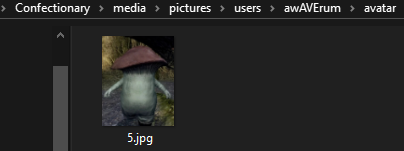 Confectionary > media > pictures > users > awAVErum > avatar
5.jpg